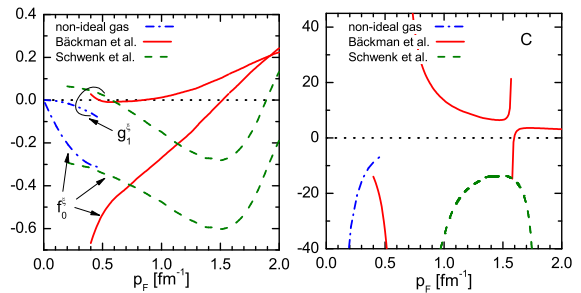 non-ideal gas
Bäckman et al.
Schwenk et al.
0.4
0.2
0.0
-0.2
-0.4
-0.6
g₁^ξ
f₀^ξ
0.0 0.5 1.0 1.5 2.0
p_F [fm⁻¹]
non-ideal gas
Bäckman et al.
Schwenk et al.
C
40
20
0
-20
-40
0.0 0.5 1.0 1.5 2.0
p_F [fm⁻¹]